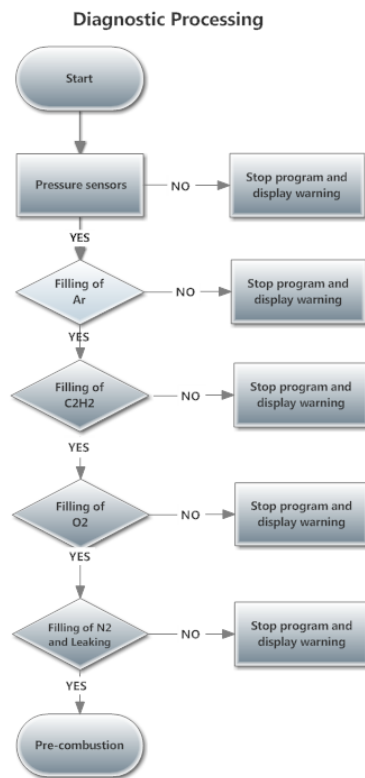 Diagnostic Processing
Start
Pressure sensors
NO
Stop program and
display warning
YES
Filling of
Ar
NO
Stop program and
display warning
YES
Filling of
C2H2
NO
Stop program and
display warning
YES
Filling of
O2
NO
Stop program and
display warning
YES
Filling of N2
and Leaking
NO
Stop program and
display warning
YES
Pre-combustion